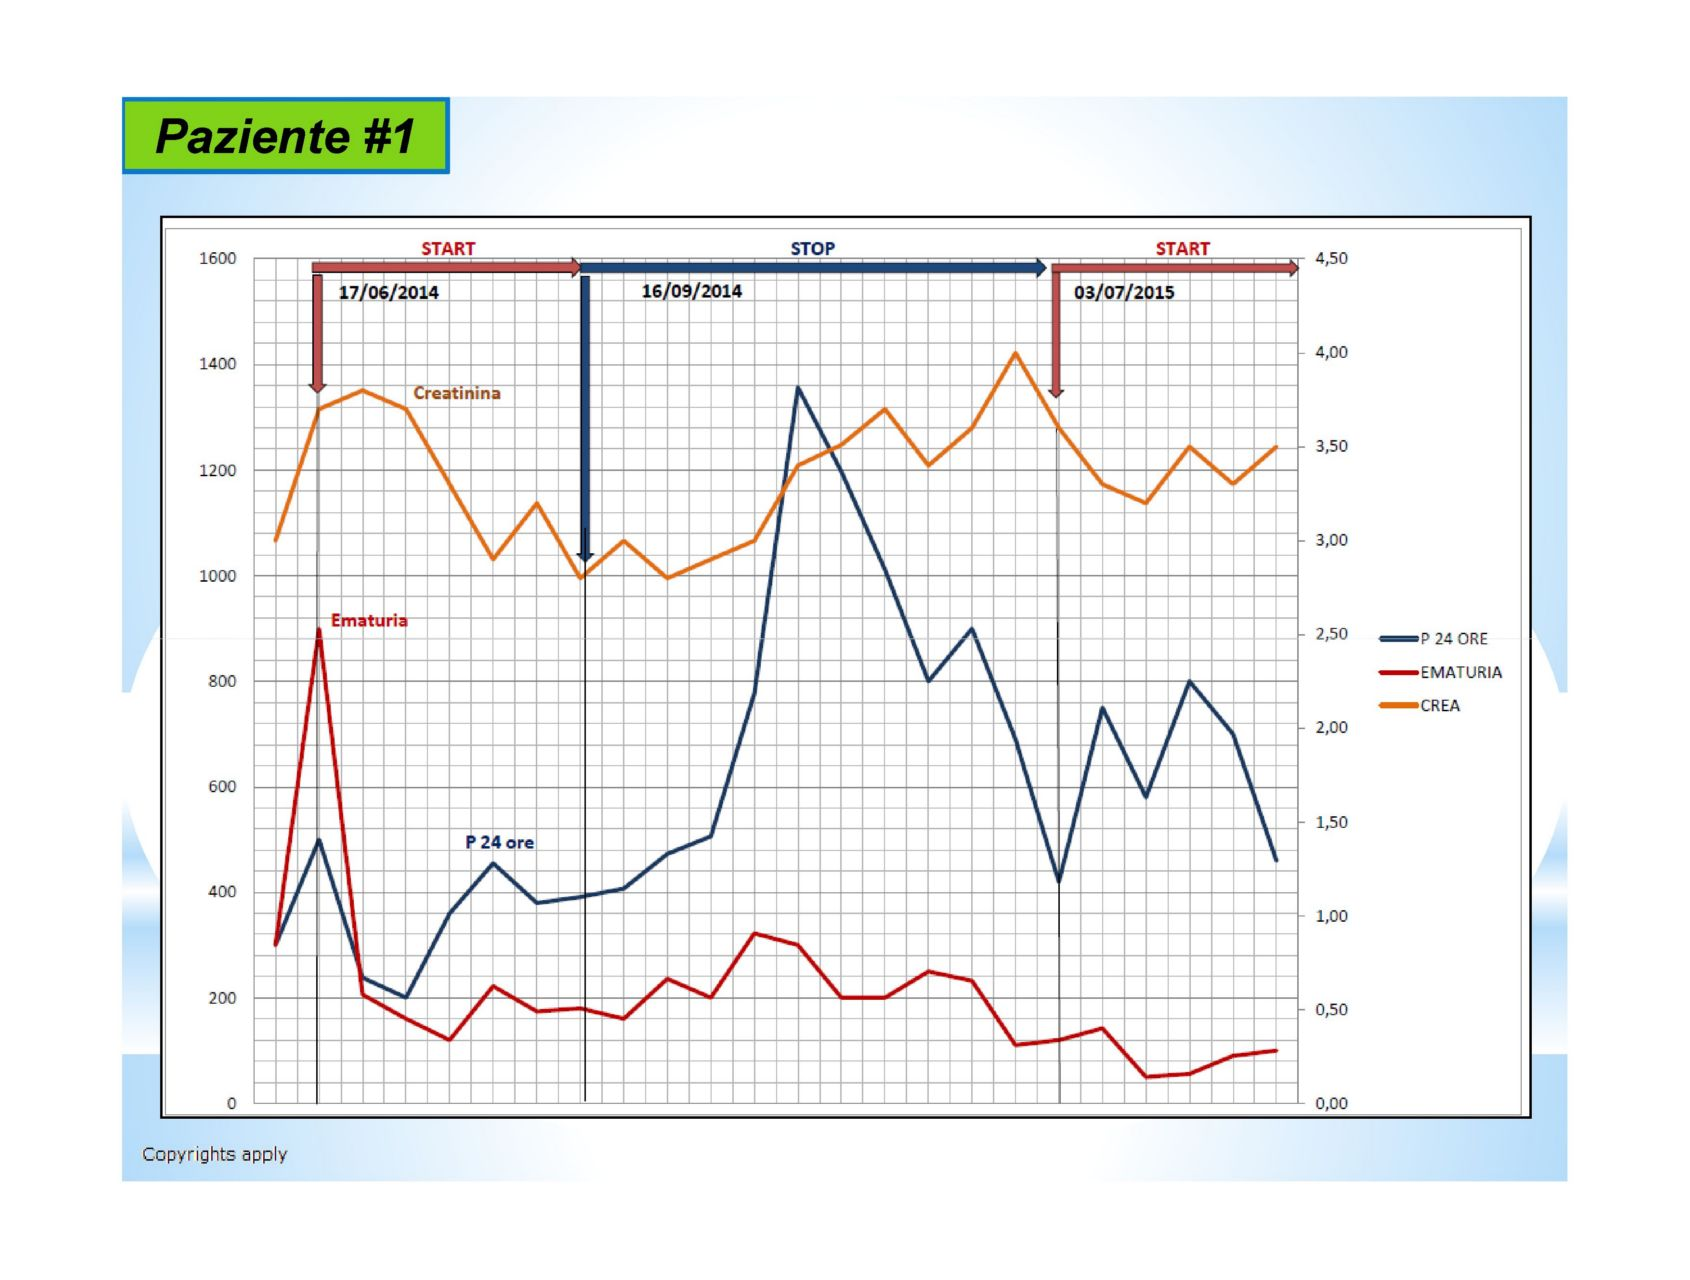 Paziente #1
START STOP START
1600 4,50
17/06/2014 16/09/2014 03/07/2015
1400 4,00
Creatinina
1200 3,50
1000 3,00
Ematuria
2,50 P 24 ORE
800 EMATURIA
2,00 CREA
600
P 24 ore 1,50
400 1,00
200 0,50
0 0,00
Copyrights apply